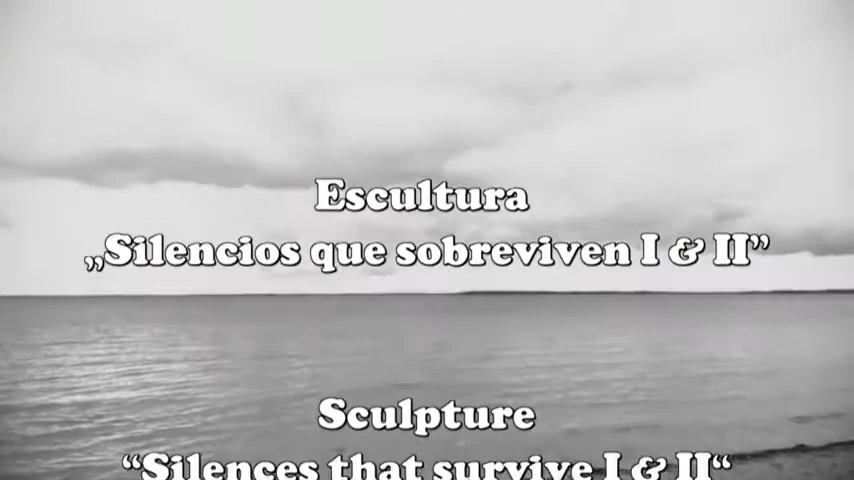 Escultura
„Silencios que sobreviven I & II”
Sculpture
“Silences that survive I & II“